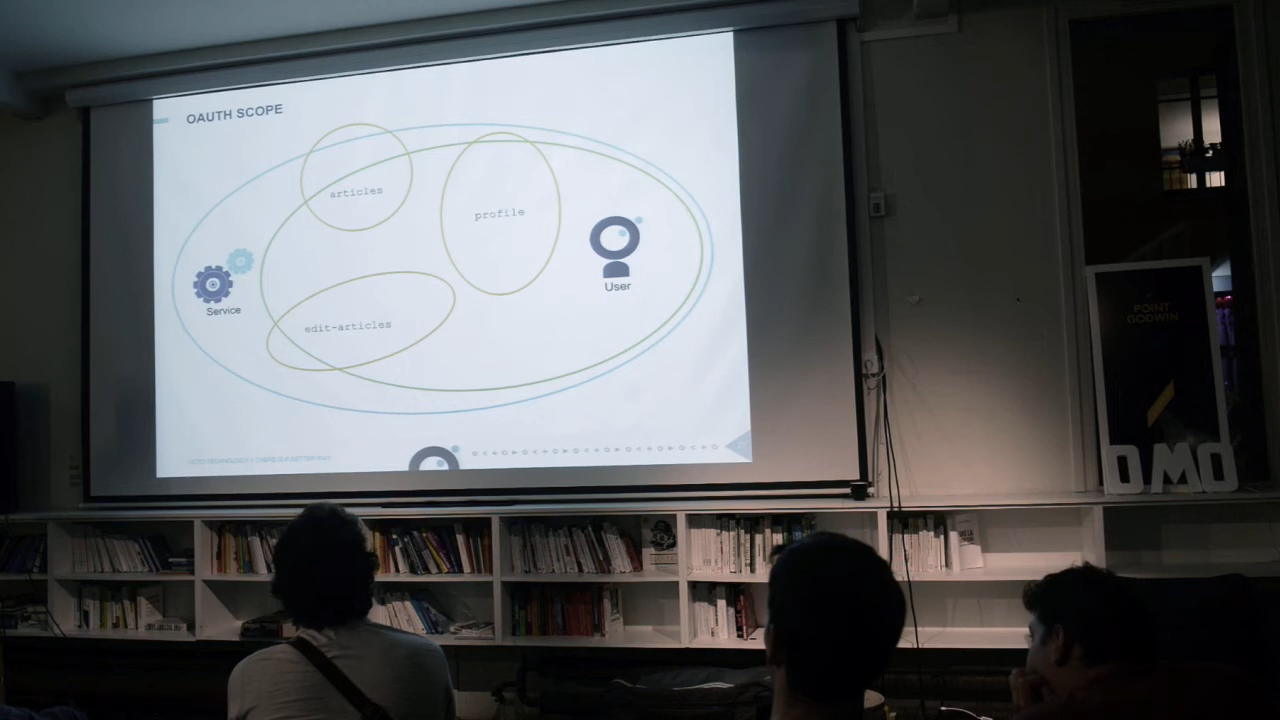 OAUTH SCOPE
articles
profile
Service
User
edit-articles
POINT
GODWIN
OMO